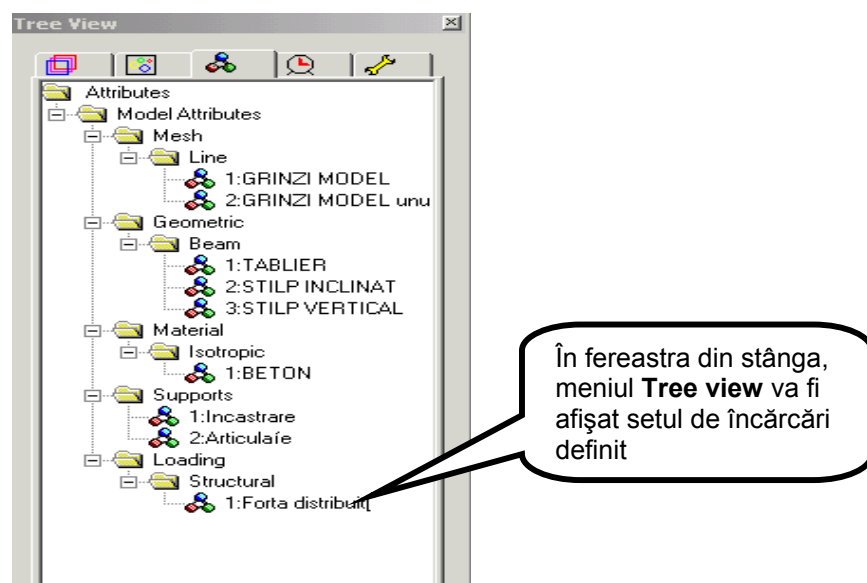 Tree View
Attributes
Model Attributes
Mesh
Line
1:GRINZI MODEL
2:GRINZI MODEL unu
Geometric
Beam
1:TABLIER
2:STILP INCLINAT
3:STILP VERTICAL
Material
Isotropic
1:BETON
Supports
1:Incastrare
2:Articulaíe
Loading
Structural
1:Forta distribuit[
În fereastra din stânga,
meniul Tree view va fi
afişat setul de încărcări
definit